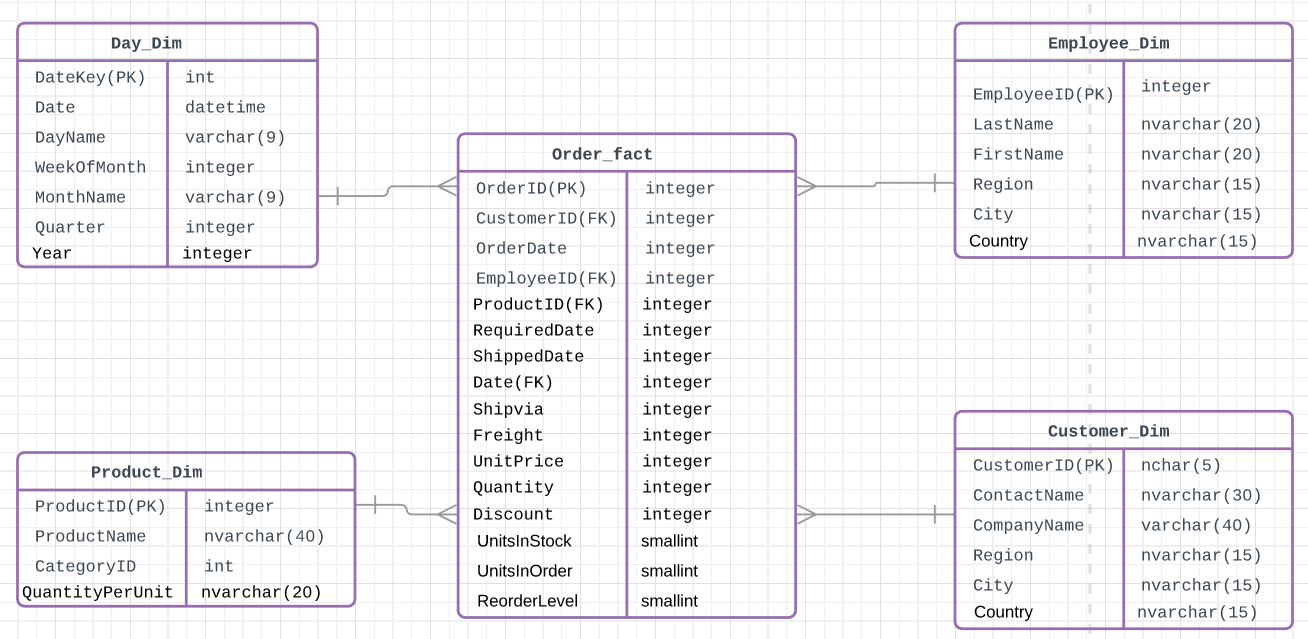 Day_Dim
DateKey(PK) int
Date datetime
DayName varchar(9)
WeekOfMonth integer
MonthName varchar(9)
Quarter integer
Year integer
Employee_Dim
EmployeeID(PK) integer
LastName nvarchar(20)
FirstName nvarchar(20)
Region nvarchar(15)
City nvarchar(15)
Country nvarchar(15)
Order_fact
OrderID(PK) integer
CustomerID(FK) integer
OrderDate integer
EmployeeID(FK) integer
ProductID(FK) integer
RequiredDate integer
ShippedDate integer
Date(FK) integer
Shipvia integer
Freight integer
UnitPrice integer
Quantity integer
Discount integer
UnitsInStock smallint
UnitsInOrder smallint
ReorderLevel smallint
Product_Dim
ProductID(PK) integer
ProductName nvarchar(40)
CategoryID int
QuantityPerUnit nvarchar(20)
Customer_Dim
CustomerID(PK) nchar(5)
ContactName nvarchar(30)
CompanyName varchar(40)
Region nvarchar(15)
City nvarchar(15)
Country nvarchar(15)